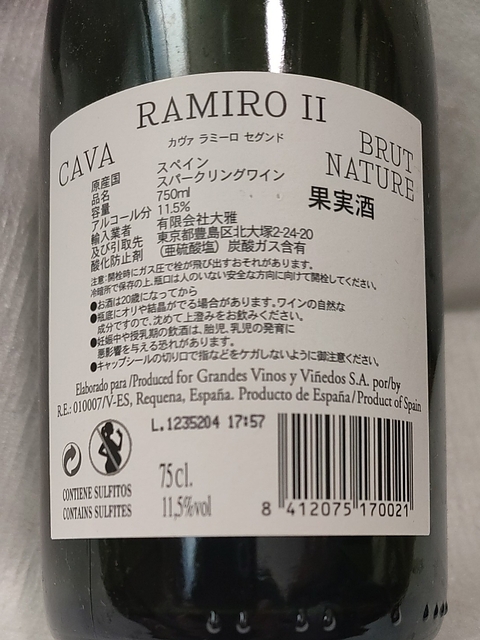 RAMIRO II
カヴァ ラミーロ セグンド
CAVA
BRUT
NATURE
原産国 スペイン
品名 スパークリングワイン
容量 750ml
アルコール分 11.5%
果実酒
輸入業者 有限会社大雅
及び引取先 東京都豊島区北大塚2-24-20
酸化防止剤 (亜硫酸塩) 炭酸ガス含有
注意:開栓時にガス圧で栓が飛び出すおそれがあります。
冷暗所で保存の上、瓶口は人のいない安全な方向に向けて開栓してください。
●お酒は20歳になってから
●瓶底にオリや結晶がでる場合があります。ワインの自然な
成分ですので、沈めて上澄みをお飲みください。
●妊娠中や授乳期の飲酒は、胎児、乳児の発育に
悪影響を与える恐れがあります。
●キャップシールの切り口で指などをケガしないように御注意ください。
Elaborado para /Produced for Grandes Vinos y Viñedos S.A. por/by
R.E.: 010007/V-ES, Requena, España. Producto de España/Product of Spain
L.1235204 17:57
75 cl.
11,5%vol
CONTIENE SULFITOS
CONTAINS SULFITES
8 412075 170021